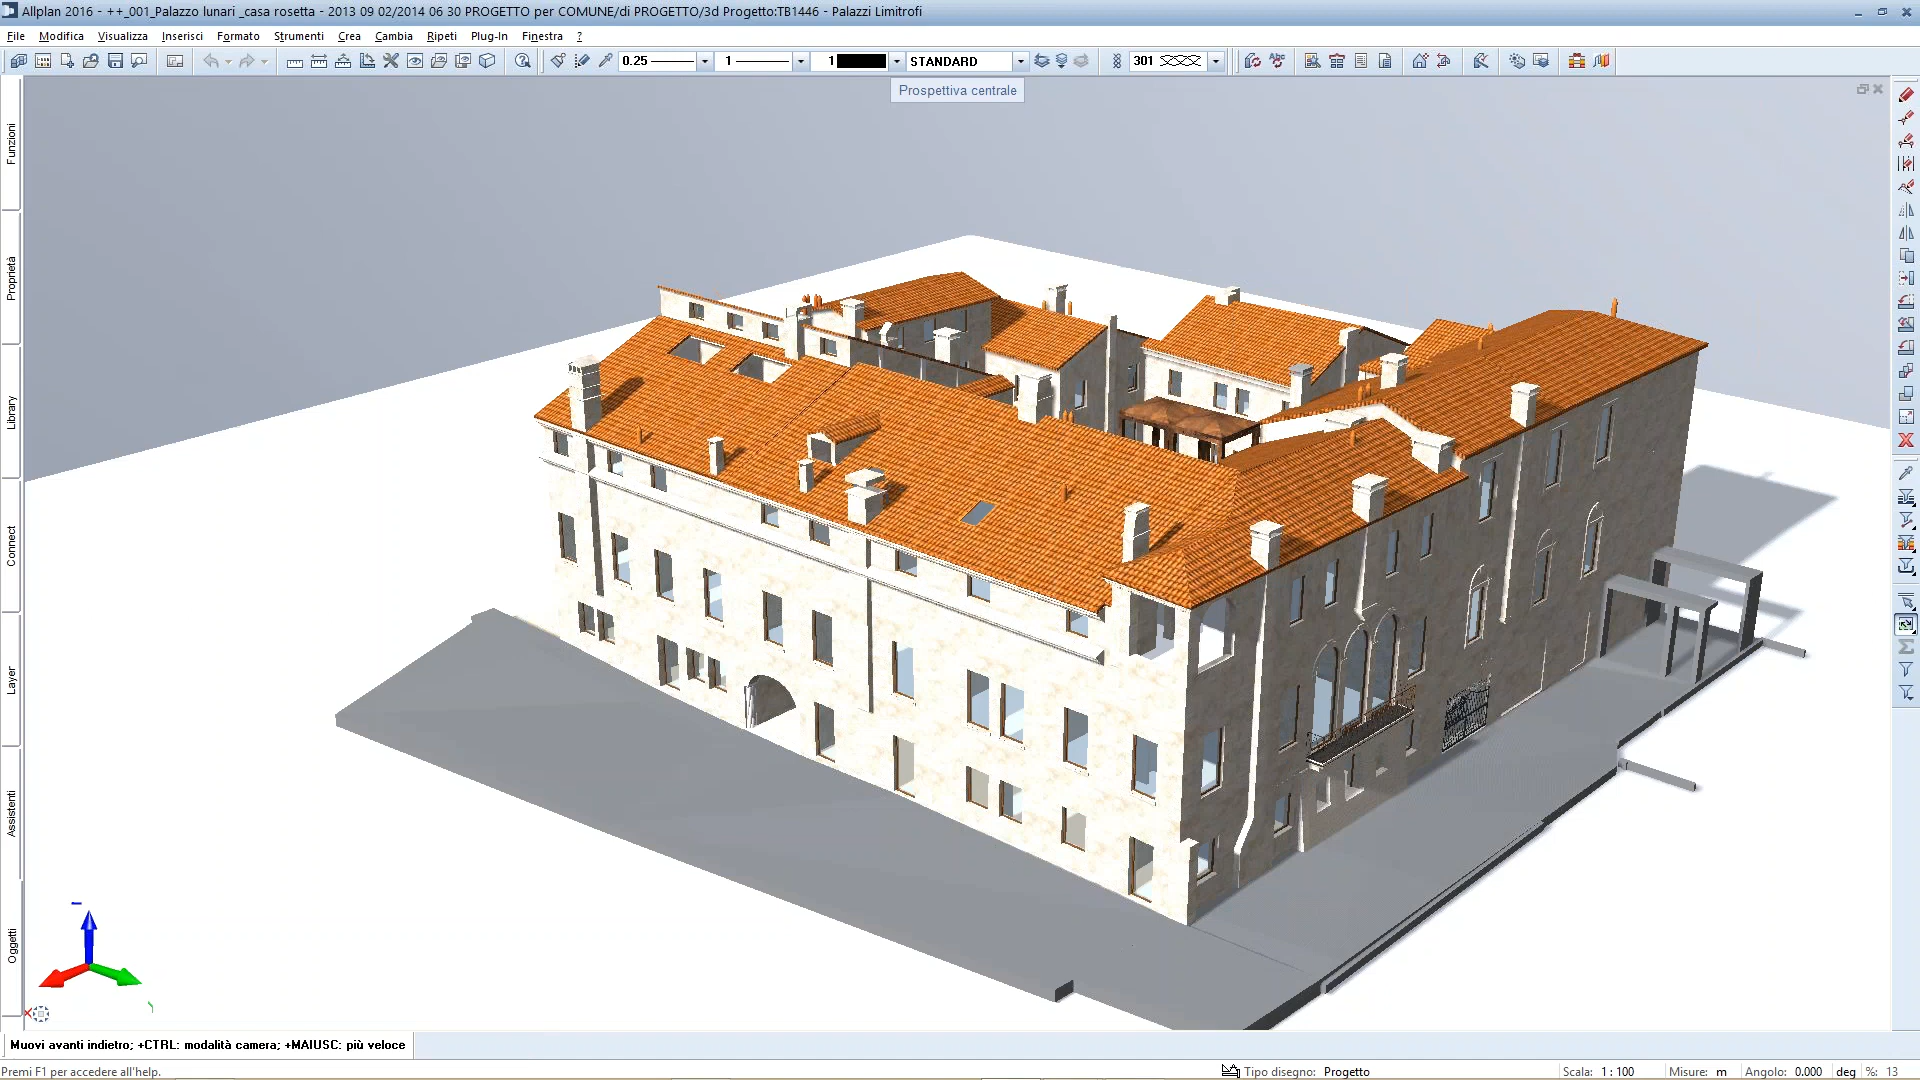 Allplan 2016 - ++_001_Palazzo lunari _casa rosetta - 2013 09 02/2014 06 30 PROGETTO per COMUNE/di PROGETTO/3d Progetto:TB1446 - Palazzi Limitrofi
File Modifica Visualizza Inserisci Formato Strumenti Crea Cambia Ripeti Plug-In Finestra ?
0.25 1 1 STANDARD 301
Prospettiva centrale
Funzioni
Proprietà
Library
Connect
Layer
Assistenti
Oggetti
Muovi avanti indietro; +CTRL: modalità camera; +MAIUSC: più veloce
Premi F1 per accedere all'help. Tipo disegno: Progetto Scala: 1 : 100 Misure: m Angolo: 0.000 deg %: 13